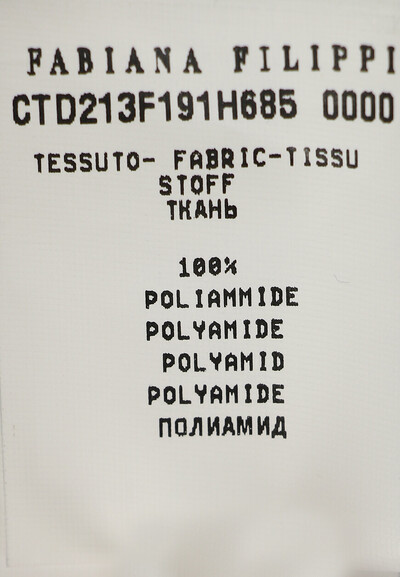 FABIANA FILIPPI
CTD213F191H685 0000
TESSUTO- FABRIC-TISSU
STOFF
ТКАНЬ
100%
POLIAMMIDE
POLYAMIDE
POLYAMID
POLYAMIDE
ПОЛИАМИД